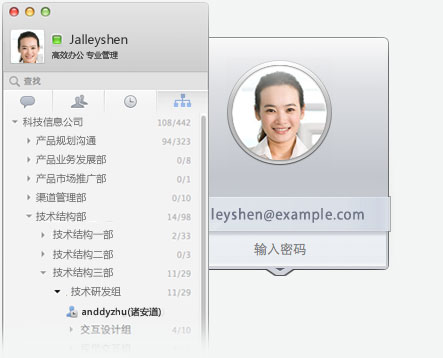 Jalleyshen
高效办公 专业管理
查找
科技信息公司 108/442
产品规划沟通 94/323
产品业务发展部 0/8
产品市场推广部 0/1
渠道管理部 0/10
技术结构部 14/98
技术结构一部 2/33
技术结构二部 0/3
技术结构三部 11/29
技术研发组 11/29
anddyzhu(诸安道)
交互设计组 4/10
leyshen@example.com
输入密码